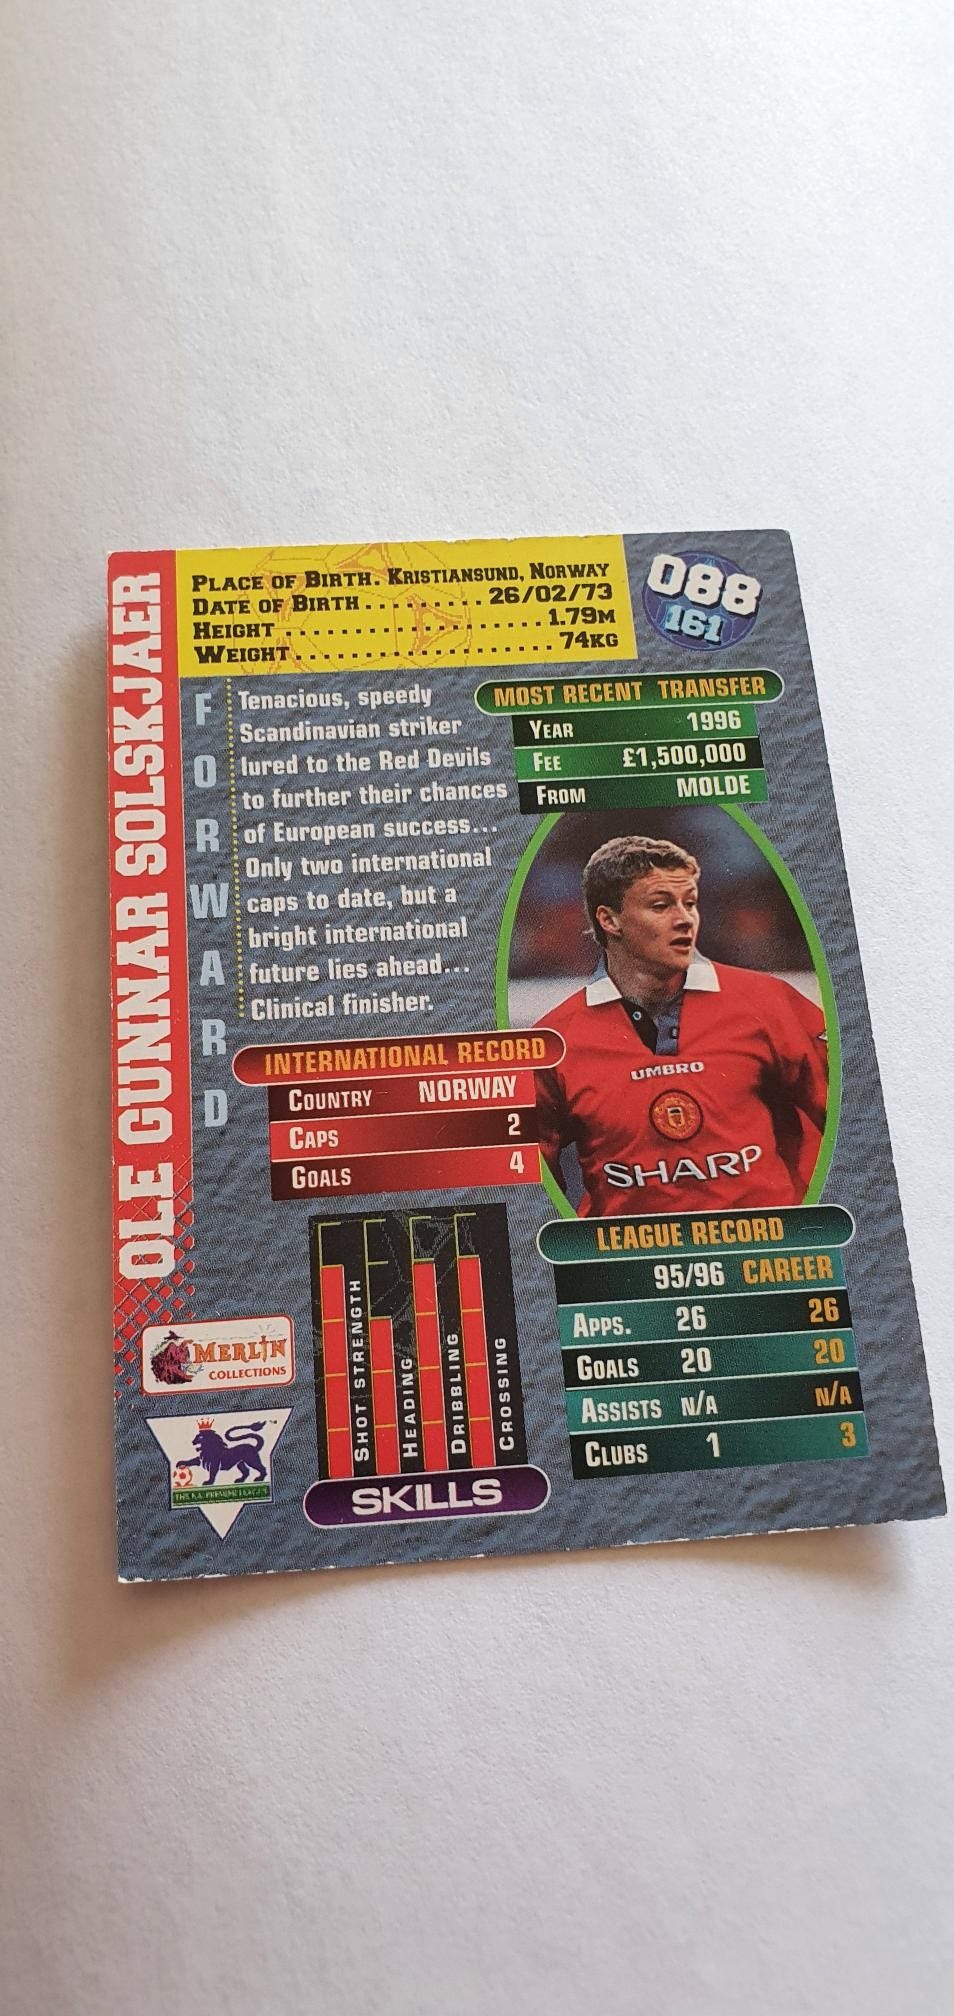 OLE GUNNAR SOLSKJAER
PLACE OF BIRTH. KRISTIANSUND, NORWAY
DATE OF BIRTH.......... 26/02/73
HEIGHT ...................... 1.79M
WEIGHT...................... 74KG
088
161
FORWARD
Tenacious, speedy
Scandinavian striker
lured to the Red Devils
to further their chances
of European success...
Only two international
caps to date, but a
bright international
future lies ahead...
Clinical finisher.
MOST RECENT TRANSFER
YEAR 1996
FEE £1,500,000
FROM MOLDE
UMBRO
SHARP
INTERNATIONAL RECORD
COUNTRY NORWAY
CAPS 2
GOALS 4
LEAGUE RECORD
95/96 CAREER
APPS. 26 26
GOALS 20 20
ASSISTS N/A N/A
CLUBS 1 3
SHOT STRENGTH
HEADING
DRIBBLING
CROSSING
SKILLS
MERLIN
COLLECTIONS
THE F.A. PREMIER LEAGUE